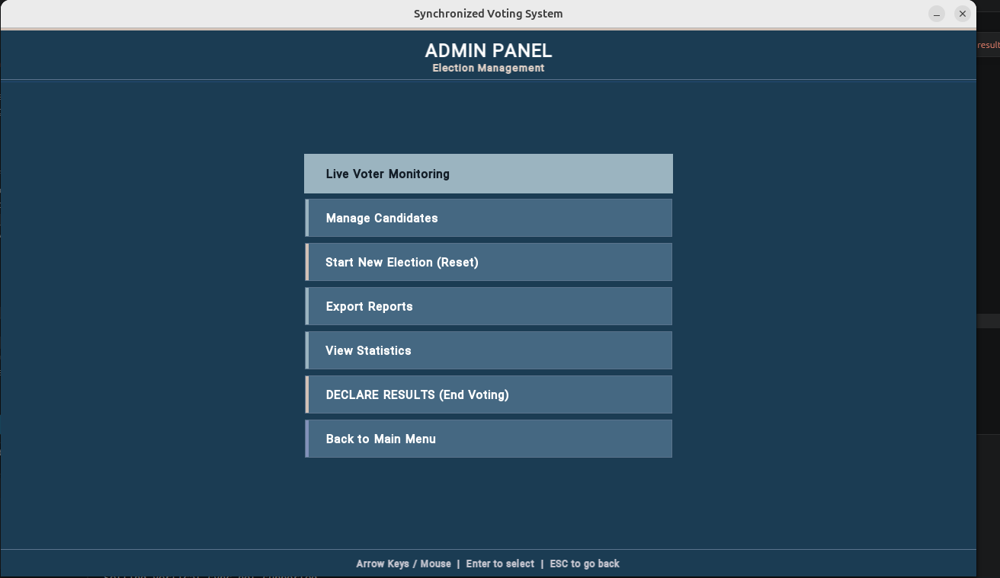 Synchronized Voting System
result
ADMIN PANEL
Election Management
Live Voter Monitoring
Manage Candidates
Start New Election (Reset)
Export Reports
View Statistics
DECLARE RESULTS (End Voting)
Back to Main Menu
Arrow Keys / Mouse | Enter to select | ESC to go back